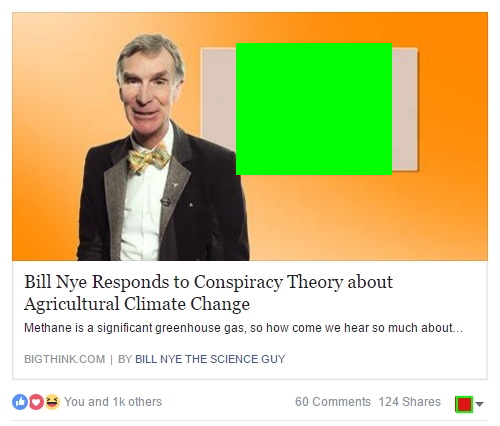 Bill Nye Responds to Conspiracy Theory about
Agricultural Climate Change
Methane is a significant greenhouse gas, so how come we hear so much about…
BIGTHINK.COM | BY BILL NYE THE SCIENCE GUY
You and 1k others 60 Comments 124 Shares